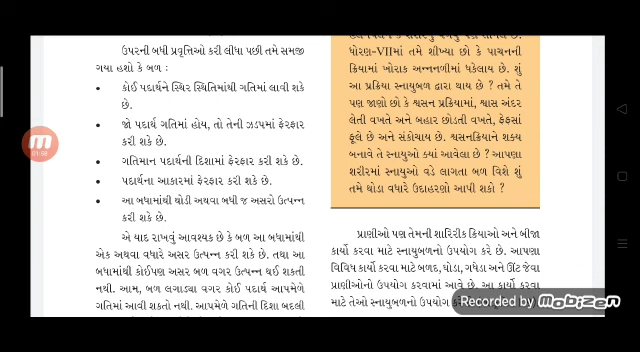 ઉપરની બધી પ્રવૃત્તિઓ કરી લીધા પછી તમે સમજી
ગયા હશો કે બળ :
• કોઈ પદાર્થને સ્થિર સ્થિતિમાંથી ગતિમાં લાવી શકે
છે.
• જો પદાર્થ ગતિમાં હોય, તો તેની ઝડપમાં ફેરફાર
કરી શકે છે.
• ગતિમાન પદાર્થની દિશામાં ફેરફાર કરી શકે છે.
• પદાર્થના આકારમાં ફેરફાર કરી શકે છે.
• આ બધામાંથી થોડી અથવા બધી જ અસરો ઉત્પન્ન
કરી શકે છે.
એ યાદ રાખવું આવશ્યક છે કે બળ આ બધામાંથી
એક અથવા વધારે અસર ઉત્પન્ન કરી શકે છે. તથા આ
બધામાંથી કોઈપણ અસર બળ વગર ઉત્પન્ન થઈ શકતી
નથી. આમ, બળ લગાડ્યા વગર કોઈ પદાર્થ આપમેળે
ગતિમાં આવી શકતો નથી. આપમેળે ગતિની દિશા બદલી
ધોરણ-VIIમાં તમે શીખ્યા છો કે પાચનની
ક્રિયામાં ખોરાક અન્નનળીમાં ધકેલાય છે. શું
આ પ્રક્રિયા સ્નાયુબળ દ્વારા થાય છે ? તમે તે
પણ જાણો છો કે શ્વસન પ્રક્રિયામાં, શ્વાસ અંદર
લેતી વખતે અને બહાર છોડતી વખતે, ફેફસાં
ફૂલે છે અને સંકોચાય છે. શ્વસનક્રિયાને શક્ય
બનાવે તે સ્નાયુઓ ક્યાં આવેલા છે ? આપણા
શરીરમાં સ્નાયુઓ વડે લાગતા બળ વિશે શું
તમે થોડા વધારે ઉદાહરણો આપી શકો ?
પ્રાણીઓ પણ તેમની શારિરીક ક્રિયાઓ અને બીજા
કાર્યો કરવા માટે સ્નાયુબળનો ઉપયોગ કરે છે. આપણા
વિવિધ કાર્યો કરવા માટે બળદ, ઘોડા, ગધેડા અને ઊંટ જેવા
પ્રાણીઓનો ઉપયોગ કરવામાં આવે છે. આ કાર્યો કરવા
માટે તેઓ સ્નાયુબળનો ઉપયોગ કરે
01:58
Recorded by Mobizen